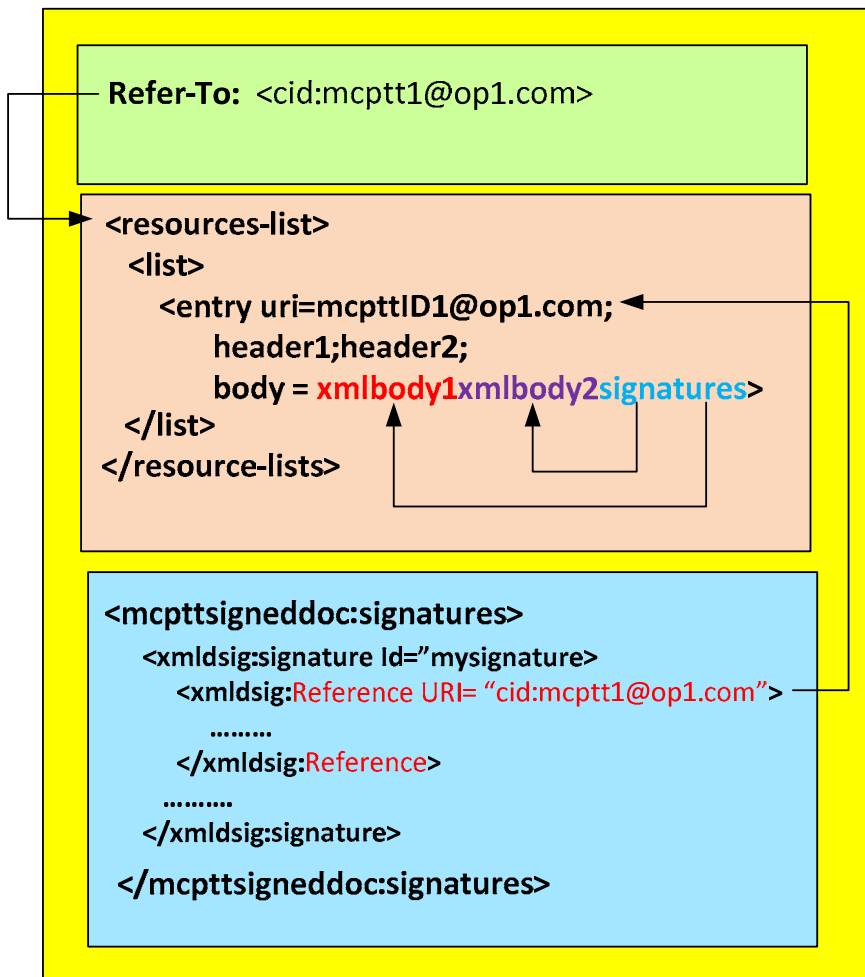 Refer-To: <cid:mcptt1@op1.com>
<resources-list>
<list>
<entry uri=mcpttID1@op1.com;
header1;header2;
body = xmlbody1xmlbody2signatures>
</list>
</resource-lists>
<mcpttsigneddoc:signatures>
<xmldsig:signature Id=”mysignature>
<xmldsig:Reference URI= “cid:mcptt1@op1.com”>
………
</xmldsig:Reference>
……….
</xmldsig:signature>
</mcpttsigneddoc:signatures>